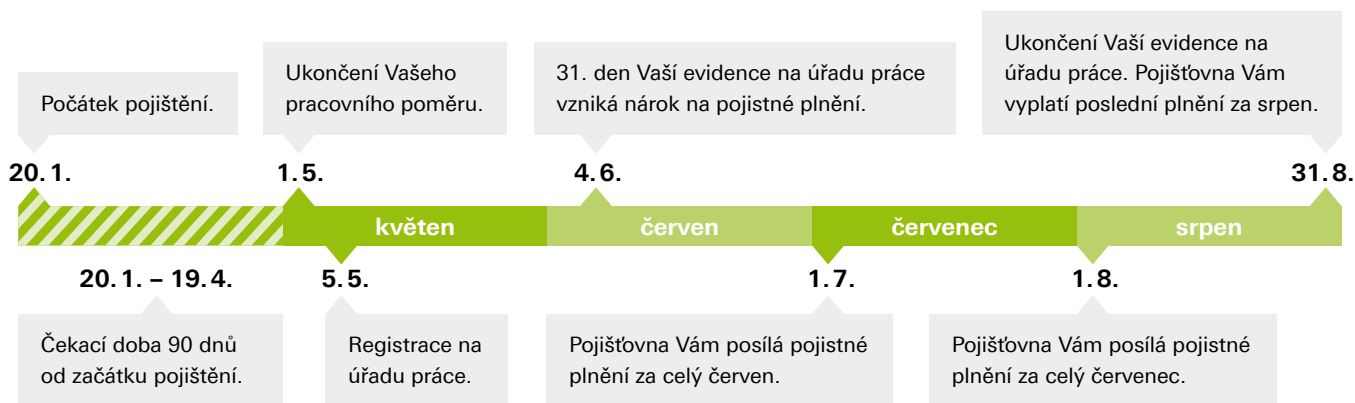 Počátek pojištění.
Ukončení Vašeho
pracovního poměru.
31. den Vaší evidence na úřadu práce
vzniká nárok na pojistné plnění.
Ukončení Vaší evidence na
úřadu práce. Pojišťovna Vám
vyplatí poslední plnění za srpen.
20. 1.
1. 5.
4. 6.
31. 8.
květen
červen
červenec
srpen
20. 1. – 19. 4.
5. 5.
1. 7.
1. 8.
Čekací doba 90 dnů
od začátku pojištění.
Registrace na
úřadu práce.
Pojišťovna Vám posílá pojistné
plnění za celý červen.
Pojišťovna Vám posílá pojistné
plnění za celý červenec.